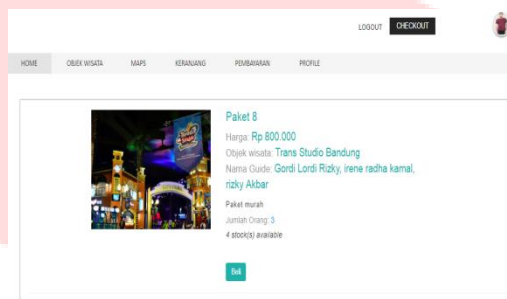 LOGOUT CHECKOUT
HOME OBJEK WISATA MAPS KERANJANG PEMBAYARAN PROFILE
Paket 8
Harga: Rp 800.000
Objek wisata: Trans Studio Bandung
Nama Guide: Gordi Lordi Rizky, irene radha kamal,
rizky Akbar
Paket murah
Jumlah Orang: 3
4 stock(s) available
Beli